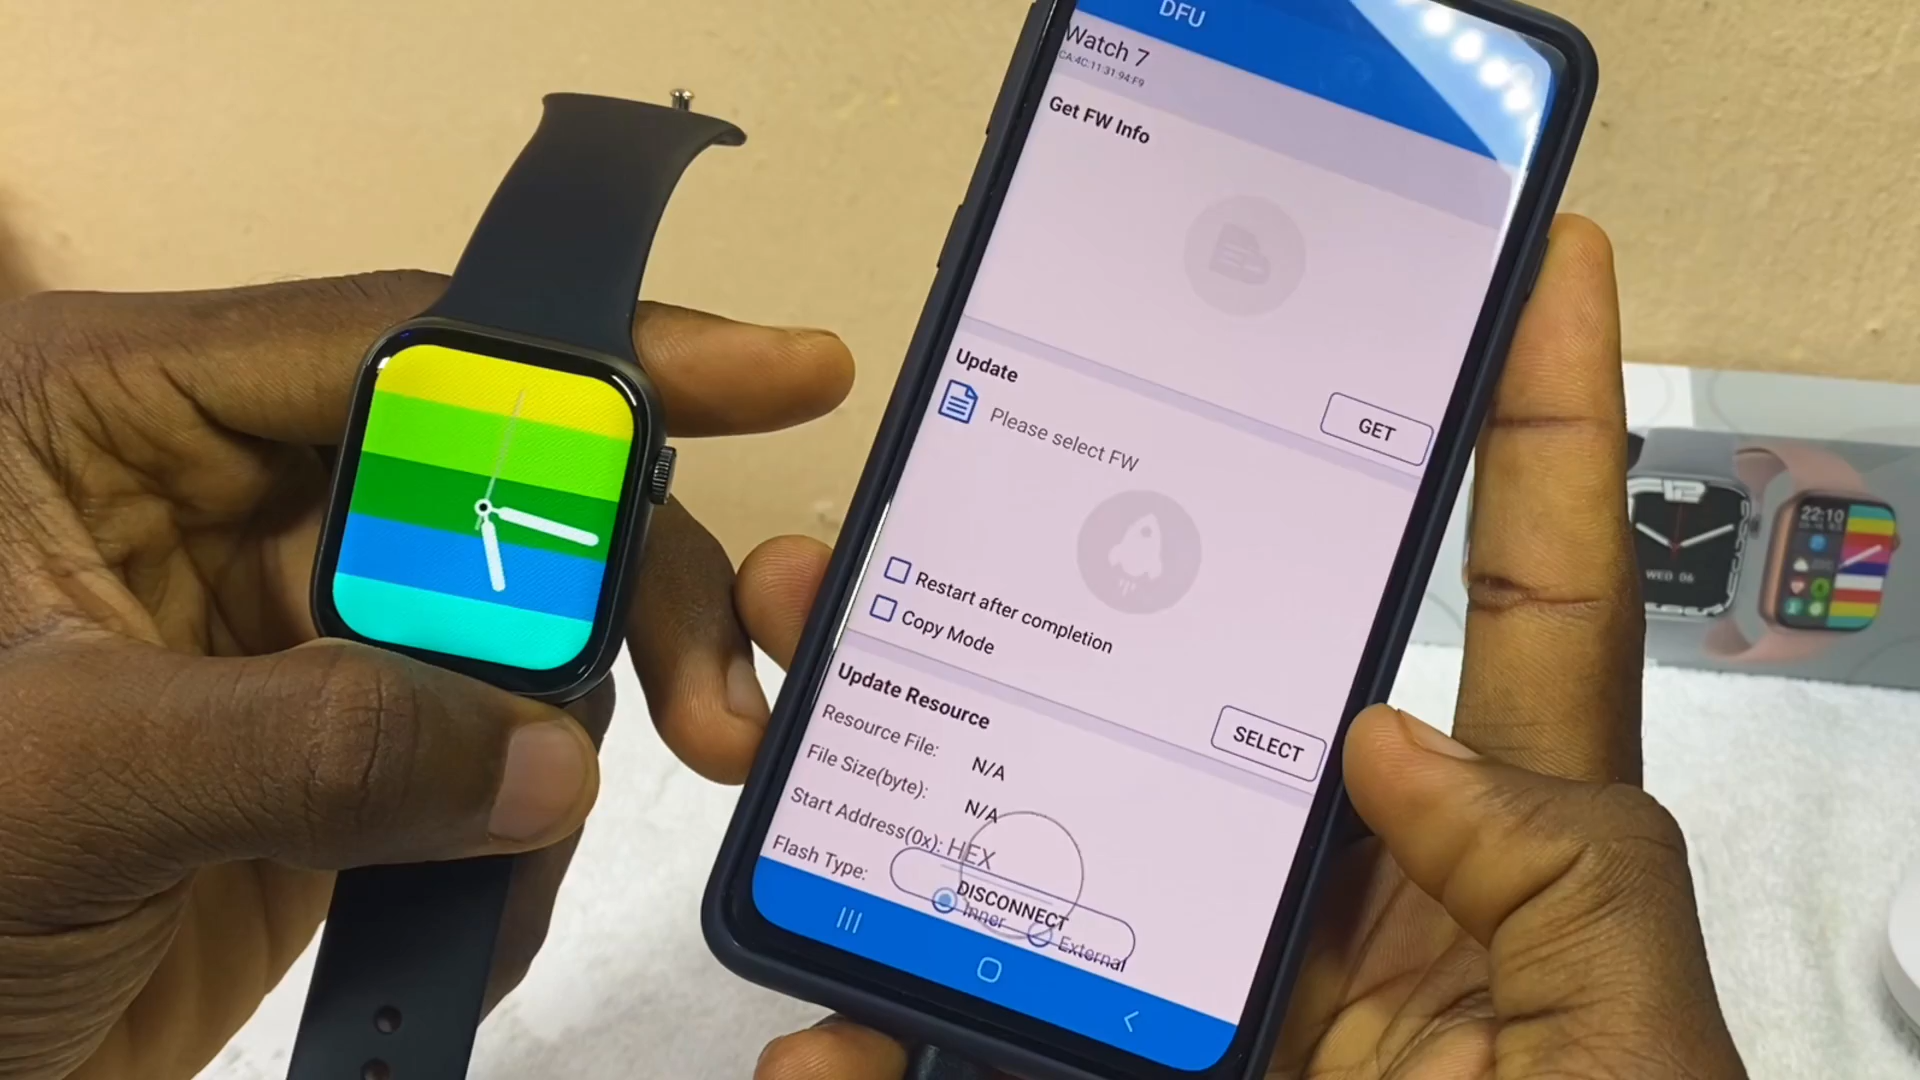 DFU
Watch 7
CA:4C:11:31:94:F9
Get FW Info
GET
Update
Please select FW
Restart after completion
Copy Mode
SELECT
Update Resource
Resource File: N/A
File Size(byte): N/A
Start Address(0x): HEX
Flash Type: Inner External
DISCONNECT
22:10
WED 06